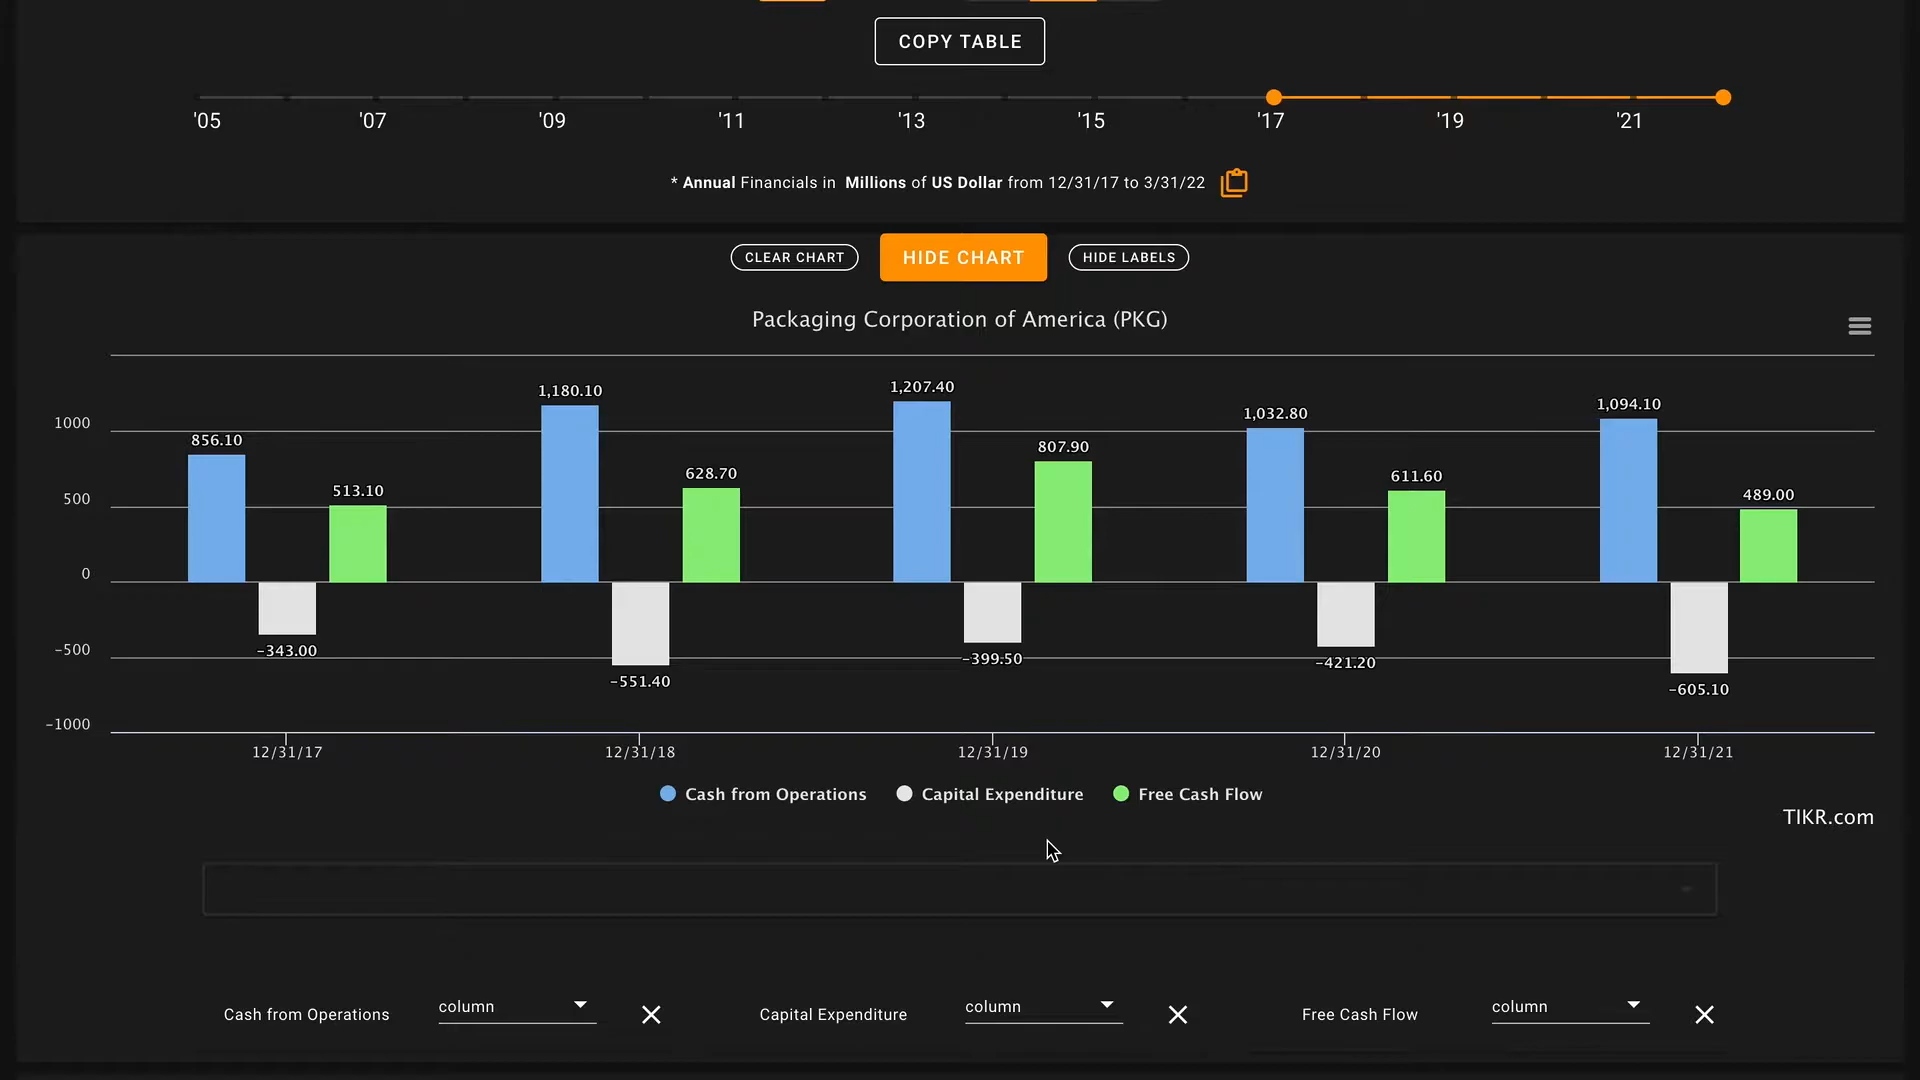 COPY TABLE
'05 '07 '09 '11 '13 '15 '17 '19 '21
* Annual Financials in Millions of US Dollar from 12/31/17 to 3/31/22
CLEAR CHART HIDE CHART HIDE LABELS
Packaging Corporation of America (PKG)
1000
500
0
-500
-1000
856.10 1,180.10 1,207.40 1,032.80 1,094.10
513.10 628.70 807.90 611.60 489.00
-343.00 -551.40 -399.50 -421.20 -605.10
12/31/17 12/31/18 12/31/19 12/31/20 12/31/21
Cash from Operations Capital Expenditure Free Cash Flow
TIKR.com
Cash from Operations column Capital Expenditure column Free Cash Flow column